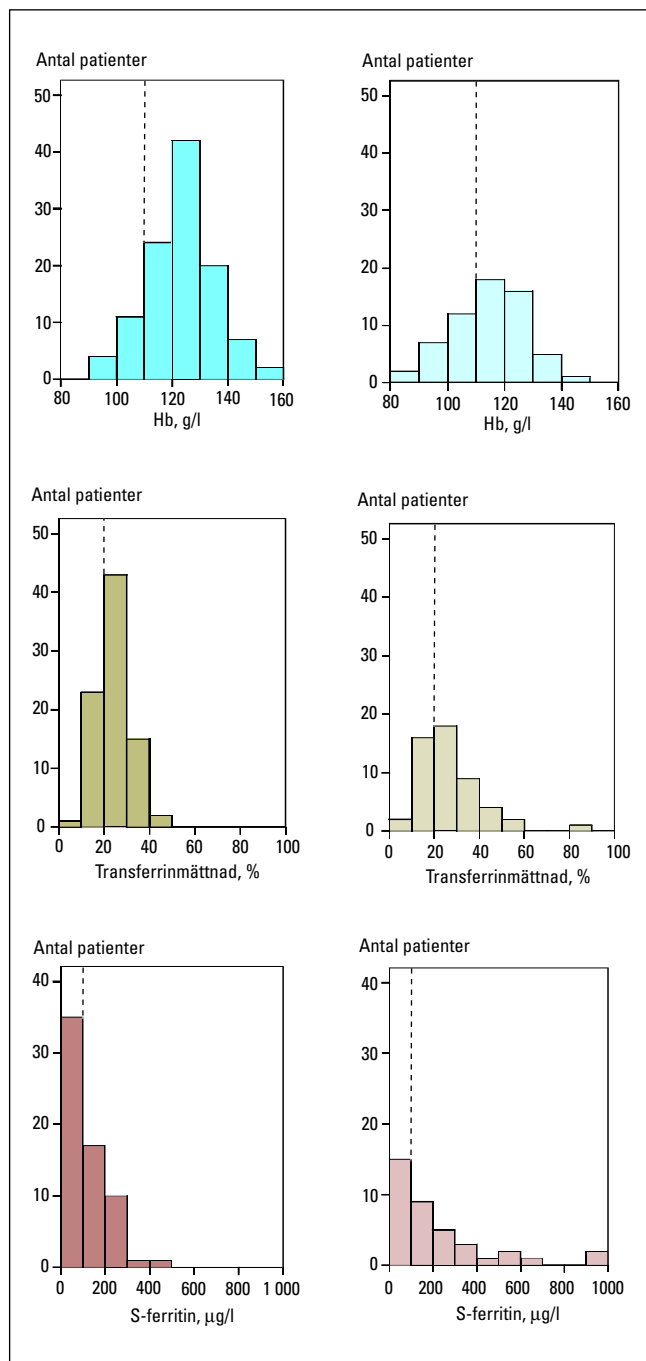 Antal patienter
50
40
30
20
10
0
80 100 120 140 160
Hb, g/l
Antal patienter
50
40
30
20
10
0
80 100 120 140 160
Hb, g/l
Antal patienter
50
40
30
20
10
0
0 20 40 60 80 100
Transferrinmättnad, %
Antal patienter
50
40
30
20
10
0
0 20 40 60 80 100
Transferrinmättnad, %
Antal patienter
40
30
20
10
0
0 200 400 600 800 1 000
S-ferritin, µg/l
Antal patienter
40
30
20
10
0
0 200 400 600 800 1000
S-ferritin, µg/l